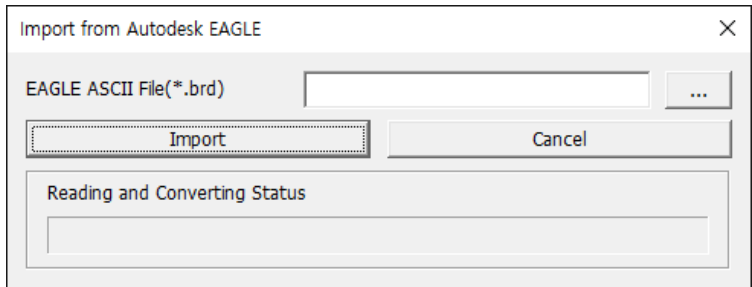 Import from Autodesk EAGLE
EAGLE ASCII File(*.brd)
...
Import
Cancel
Reading and Converting Status